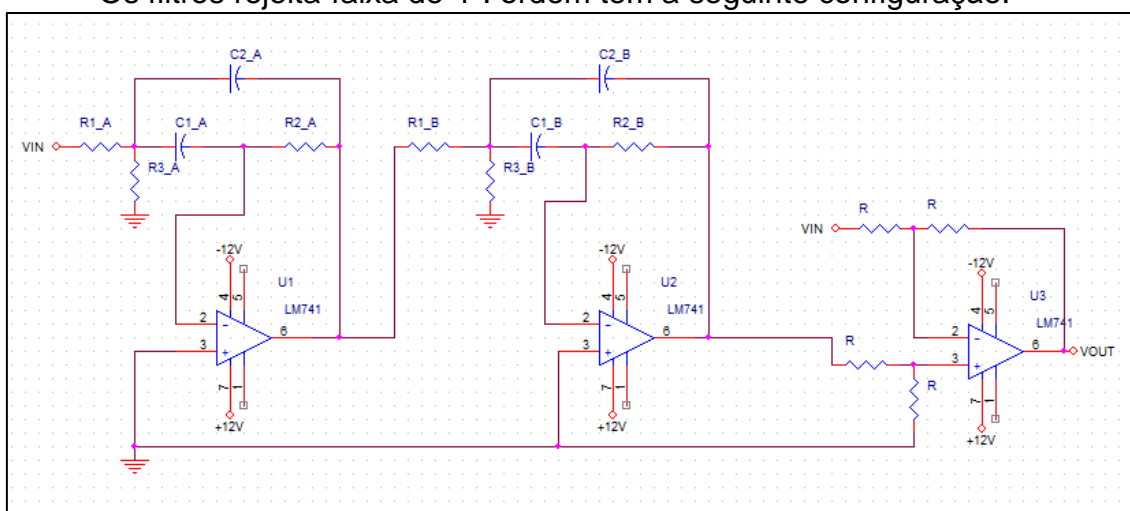 Os filtros rejeita faixa de 4ª. ordem tem a seguinte configuração:
C2_A
C2_B
R1_A
C1_A
R2_A
R1_B
C1_B
R2_B
VIN
R3_A
R3_B
VIN
R
R
-12V
4
5
U1
LM741
2
-
6
3
+
7
1
+12V
-12V
4
5
U2
LM741
2
-
6
3
+
7
1
+12V
R
R
-12V
4
5
U3
LM741
2
-
6
VOUT
3
+
7
1
+12V